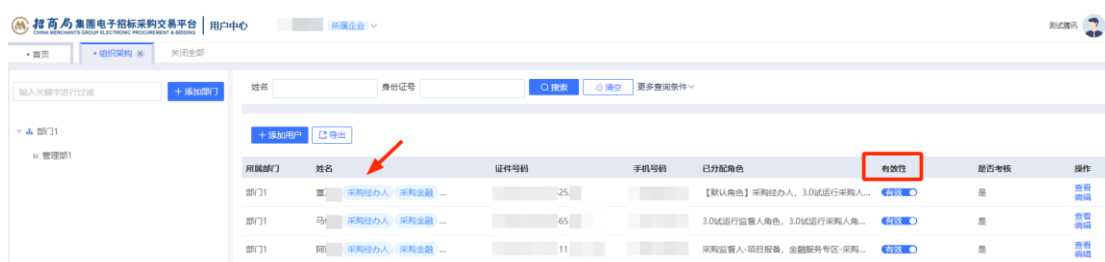 招商局集团电子招标采购交易平台 用户中心 所属企业 测试腾讯
CHINA MERCHANTS GROUP ELECTRONIC PROCUREMENT & BIDDING
• 首页 • 组织采购 关闭全部
输入关键字进行过滤 + 添加部门 姓名 身份证号 搜索 清空 更多查询条件
部门1
管理部1
+ 添加用户 导出
所属部门 姓名 证件号码 手机号码 已分配角色 有效性 是否考核 操作
部门1 董 采购经办人 采购金融 ... 25 【默认角色】采购经办人，3.0试运行采购人... 有效 是 查看
编辑
部门1 马 采购经办人 采购金融 ... 65 3.0试运行监督人角色，3.0试运行采购人角... 有效 是 查看
编辑
部门1 阿 采购经办人 采购金融 ... 11 采购监督人-项目报备，金融服务专区-采购... 有效 是 查看
编辑